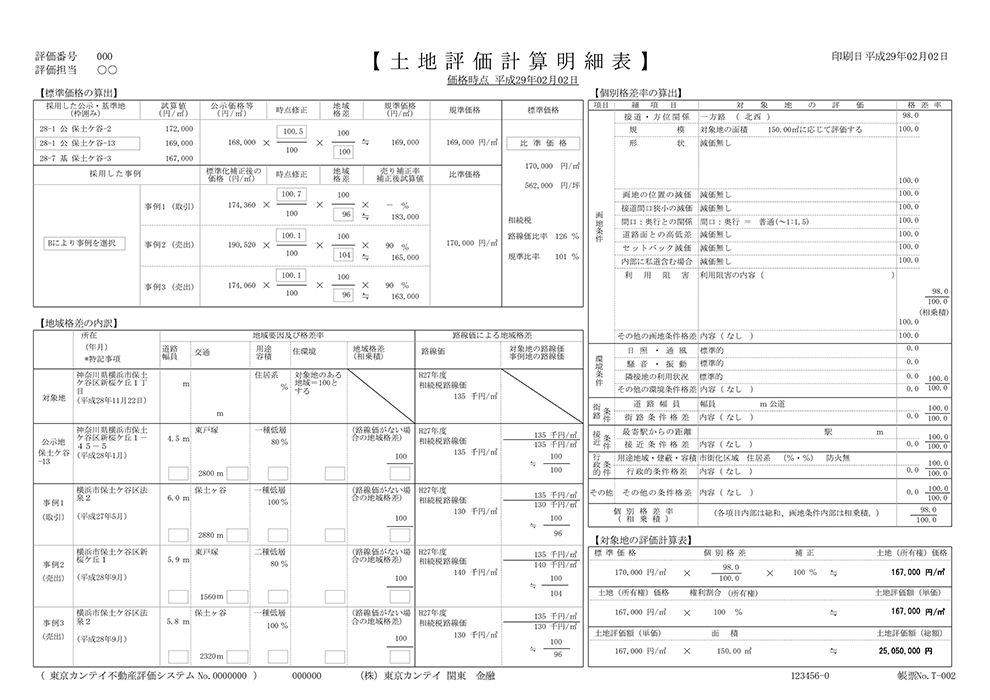 評価番号 000
評価担当 〇〇
【 土 地 評 価 計 算 明 細 表 】
価格時点 平成29年02月02日
印刷日 平成29年02月02日
【標準価格の算出】
採用した公示・基準地 (枠囲み) 試算値 (円/㎡) 公示価格等 (円/㎡) 時点修正 地域格差 規準価格 (円/㎡) 規準価格 標準価格
28-1 公 保土ケ谷-2 172,000
28-1 公 保土ケ谷-13 169,000
28-7 基 保土ケ谷-3 167,000
168,000 × 100.5/100 × 100/100 ≒ 169,000 169,000 円/㎡
採用した事例 標準化補正後の価格 (円/㎡) 時点修正 地域格差 売り補正率 補正後試算値 比準価格
事例1 (取引) 174,360 × 100.7/100 × 100/96 × － % ≒ 183,000
Bにより事例を選択
事例2 (売出) 190,520 × 100.1/100 × 100/104 × 90 % ≒ 165,000
170,000 円/㎡
事例3 (売出) 174,060 × 100.1/100 × 100/96 × 90 % ≒ 163,000
比 準 価 格
170,000 円/㎡
562,000 円/坪
相続税
路線価比率 126 %
規準比率 101 %
【地域格差の内訳】
所在 (年月) *特記事項 地域要因及び格差率 路線価による地域格差
道路幅員 交通 用途容積 住環境 地域格差 (相乗積) 路線価 対象地の路線価 事例地の路線価
対象地 神奈川県横浜市保土ケ谷区新桜ケ丘1丁目 (平成28年11月22日) m m 住居系 % 対象地のある地域＝100とする H27年度 相続税路線価 135 千円/㎡
公示地 保土ケ谷 -13 神奈川県横浜市保土ケ谷区新桜ケ丘1－45－5 (平成28年1月) 4.5 m 東戸塚 2800 m 一種低層 80 % (路線価がない場合の地域格差) 100 H27年度 相続税路線価 135 千円/㎡ 135 千円/㎡ 135 千円/㎡ ≒ 100/100
事例1 (取引) 横浜市保土ケ谷区法泉2 (平成27年5月) 6.0 m 保土ヶ谷 2880 m 一種低層 100 % (路線価がない場合の地域格差) 100 H27年度 相続税路線価 130 千円/㎡ 135 千円/㎡ 130 千円/㎡ ≒ 100/96
事例2 (売出) 横浜市保土ケ谷区新桜ケ丘1 (平成28年9月) 5.9 m 東戸塚 1560m 二種低層 80 % (路線価がない場合の地域格差) 100 H27年度 相続税路線価 140 千円/㎡ 135 千円/㎡ 140 千円/㎡ ≒ 100/104
事例3 (売出) 横浜市保土ケ谷区法泉2 (平成28年9月) 5.8 m 保土ヶ谷 2320m 一種低層 100 % (路線価がない場合の地域格差) 100 H27年度 相続税路線価 130 千円/㎡ 135 千円/㎡ 130 千円/㎡ ≒ 100/96
【個別格差率の算出】
項目 細 項 目 対 象 地 の 評 価 格 差 率
画地条件
接道・方位関係 一方路 ( 北西 ) 98.0
規 模 対象地の面積 150.00㎡に応じて評価する 100.0
形 状 減価無し 100.0
画地の位置の減価 減価無し 100.0
接道間口狭小の減価 減価無し 100.0
間口：奥行との関係 間口：奥行 ＝ 普通(～1：1.5) 100.0
道路面との高低差 減価無し 100.0
セットバック減価 減価無し 100.0
内部に私道含む場合 減価無し 100.0
利 用 阻 害 利用阻害の内容 ( ) 100.0
98.0/100.0 (相乗積)
その他の画地条件格差 内容 ( なし ) 100.0
環境条件
日 照 ・ 通 風 標準的 0.0
騒 音 ・ 振 動 標準的 0.0
隣接地の利用状況 標準的 0.0
その他の環境条件格差 内容 ( なし ) 0.0 100.0/100.0
街路条件
道 路 幅 員 幅員 m 公道
街 路 条 件 格 差 内容 ( なし ) 0.0 100.0/100.0
接近条件
最寄駅からの距離 駅 m
接 近 条 件 格 差 内容 ( なし ) 0.0 100.0/100.0
行政的条件
用途地域・建蔽・容積 市街化区域 住居系 (%・%) 防火無
行政的条件格差 内容 ( なし ) 0.0 100.0/100.0
その他 その他の条件格差 内容 ( なし ) 0.0 100.0/100.0
個 別 格 差 率 ( 相 乗 積 ) (各項目内部は総和、画地条件内部は相乗積。) 98.0/100.0
【対象地の評価計算表】
標 準 価 格 個 別 格 差 補 正 土地 (所有権) 価格
170,000 円/㎡ × 98.0/100.0 × 100 % ≒ 167,000 円/㎡
土地 (所有権) 価格 権利割合 (所有権) 土地評価額 (単価)
167,000 円/㎡ × 100 % ≒ 167,000 円/㎡
土地評価額 (単価) 面 積 土地評価額 (総額)
167,000 円/㎡ × 150.00 ㎡ ≒ 25,050,000 円
( 東京カンテイ不動産評価システム No.0000000 ) 000000 (株) 東京カンテイ 関東 金融 123456-0 帳票No. T-002